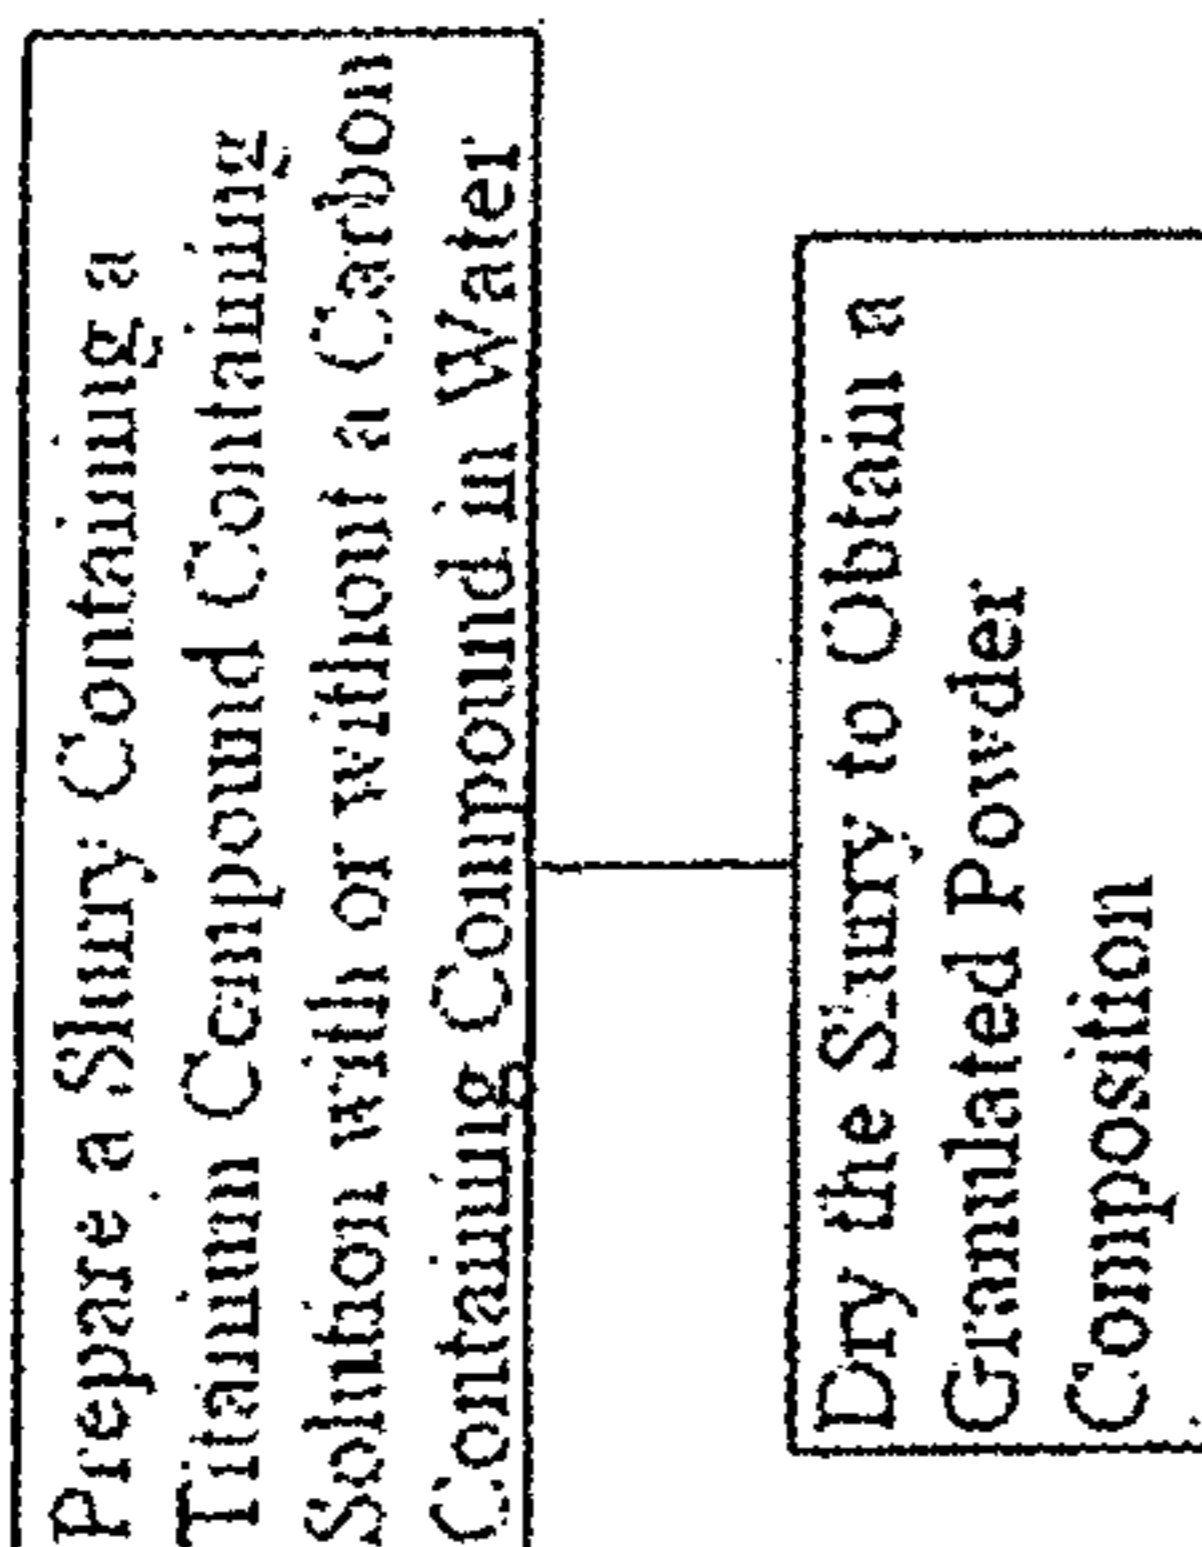 Prepare a Slurry Containing a
Titanium Compound Containing
Solution with or without a Carbon
Containing Compound in Water
Dry the Slurry to Obtain a
Granulated Powder
Composition